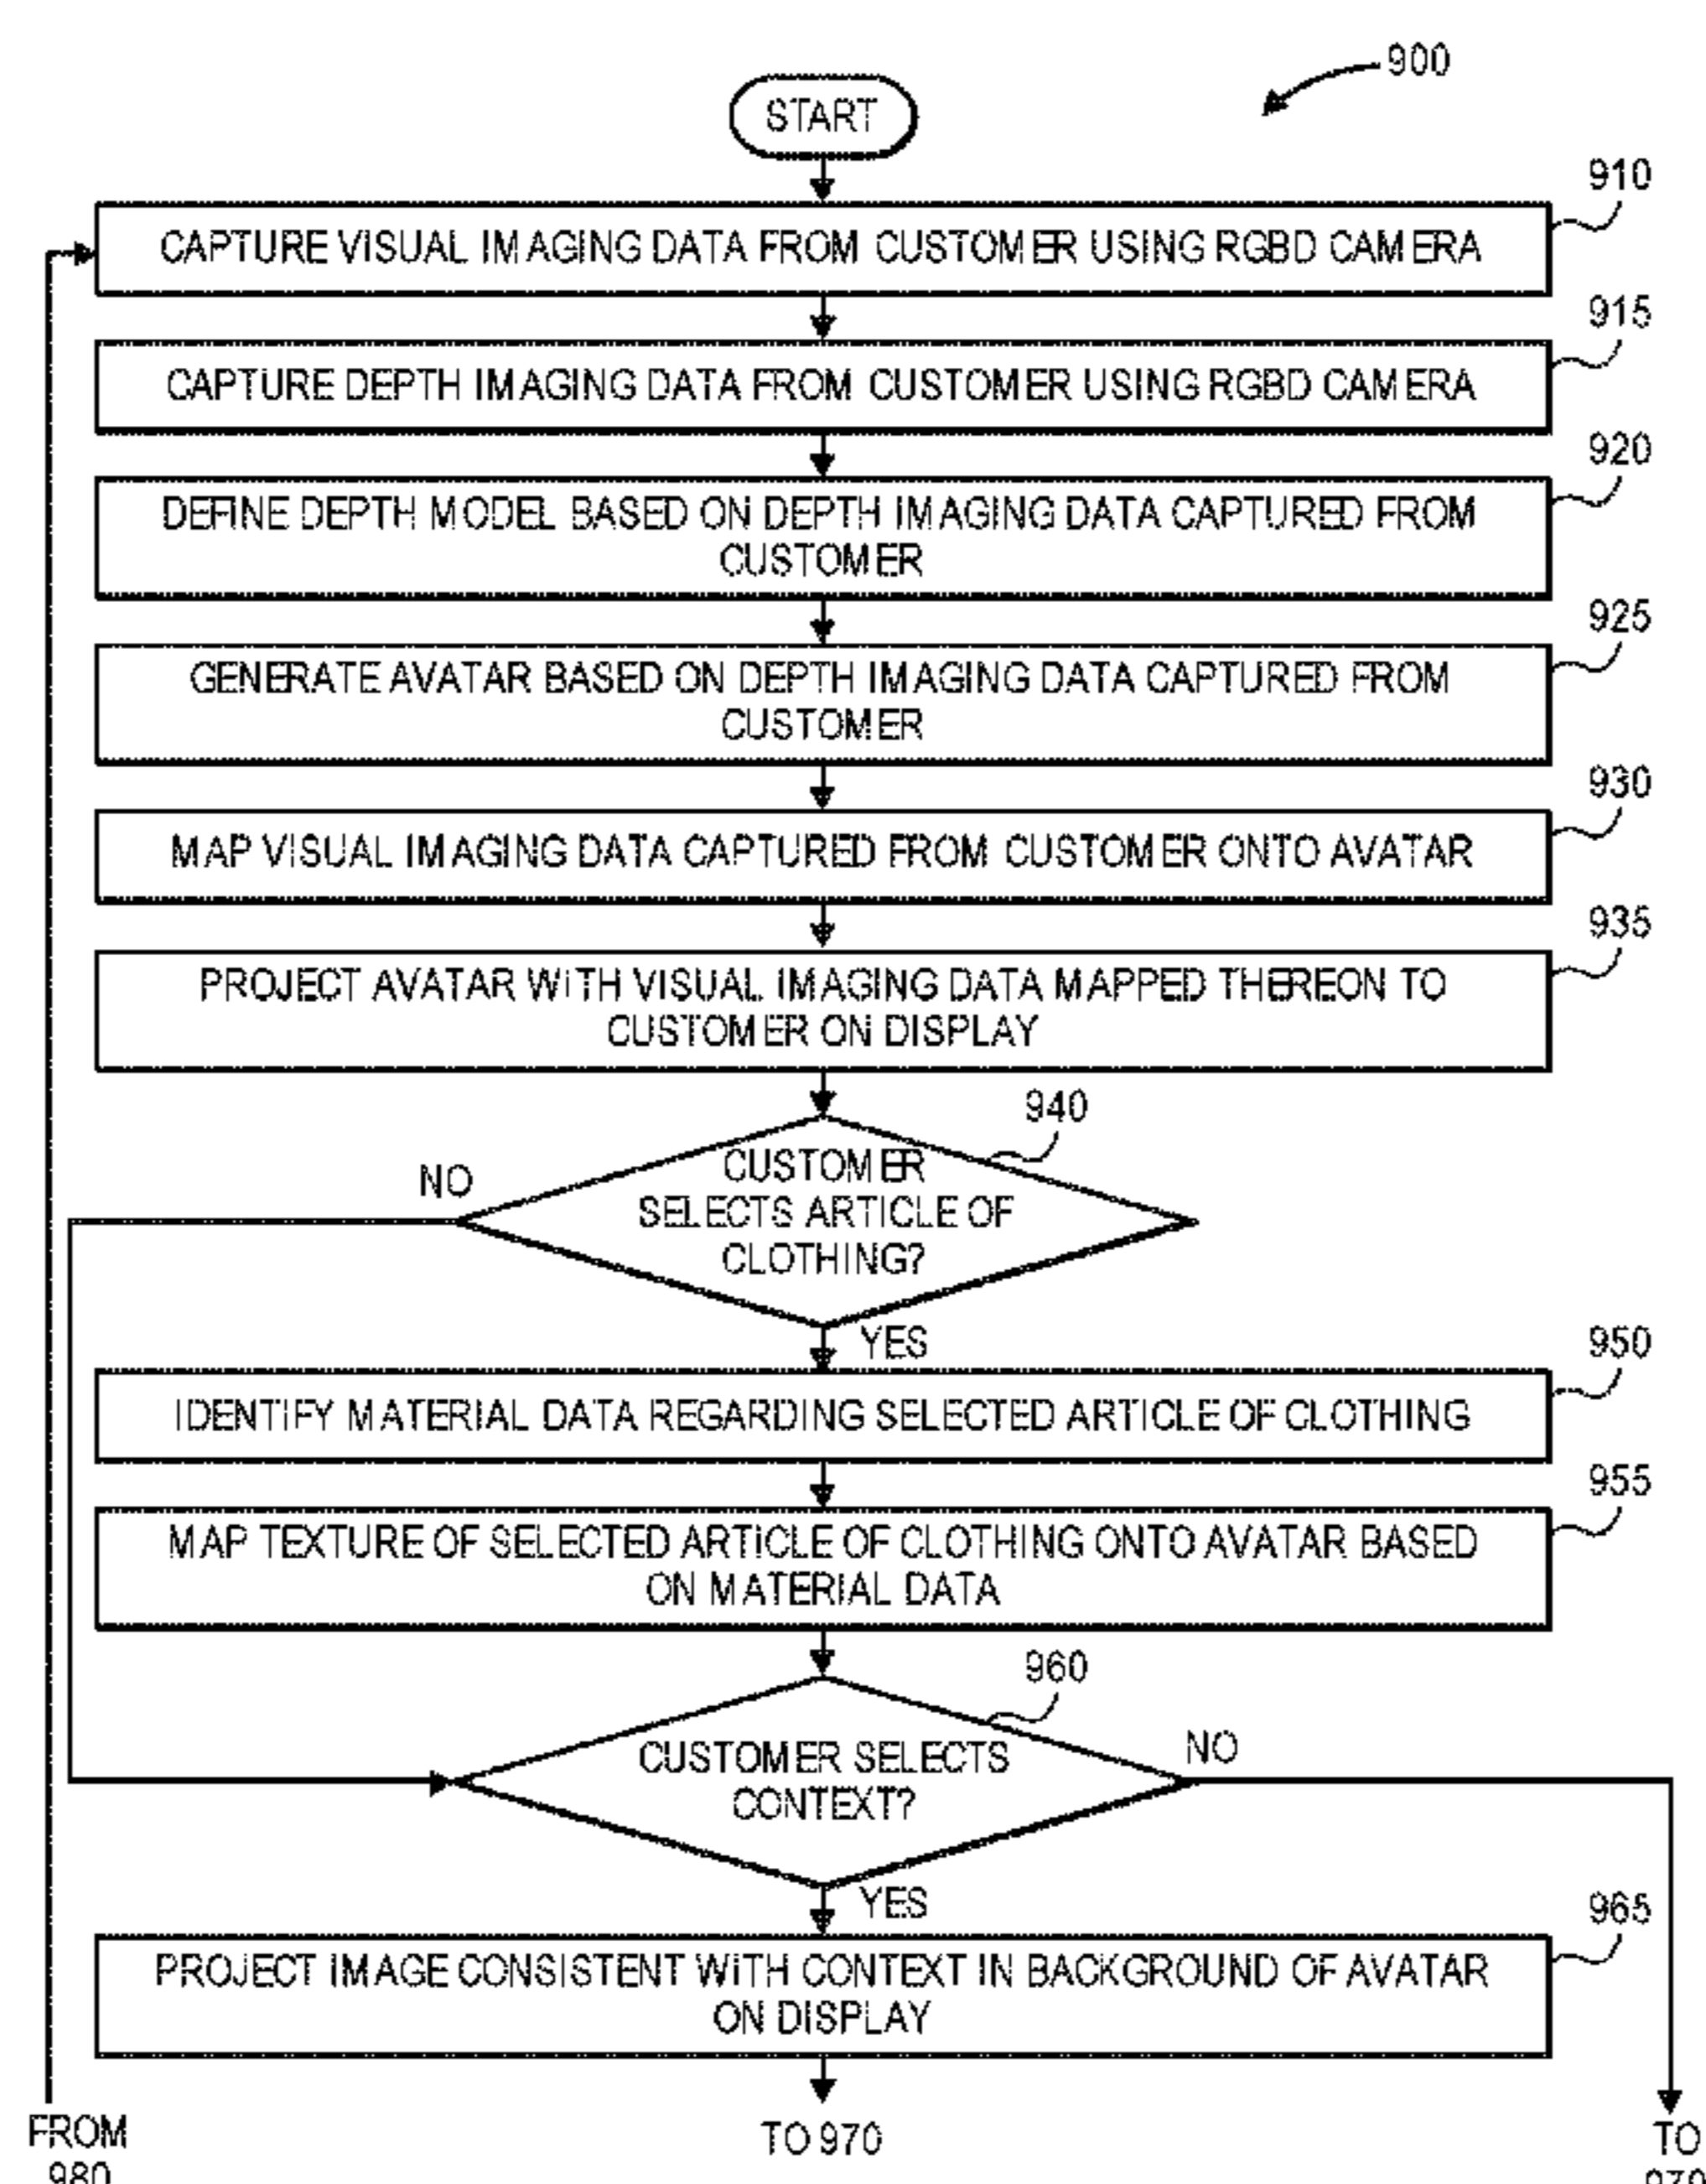 900
START
910
CAPTURE VISUAL IMAGING DATA FROM CUSTOMER USING RGBD CAMERA
915
CAPTURE DEPTH IMAGING DATA FROM CUSTOMER USING RGBD CAMERA
920
DEFINE DEPTH MODEL BASED ON DEPTH IMAGING DATA CAPTURED FROM
CUSTOMER
925
GENERATE AVATAR BASED ON DEPTH IMAGING DATA CAPTURED FROM
CUSTOMER
930
MAP VISUAL IMAGING DATA CAPTURED FROM CUSTOMER ONTO AVATAR
935
PROJECT AVATAR WITH VISUAL IMAGING DATA MAPPED THEREON TO
CUSTOMER ON DISPLAY
940
NO
CUSTOMER
SELECTS ARTICLE OF
CLOTHING?
YES
950
IDENTIFY MATERIAL DATA REGARDING SELECTED ARTICLE OF CLOTHING
955
MAP TEXTURE OF SELECTED ARTICLE OF CLOTHING ONTO AVATAR BASED
ON MATERIAL DATA
960
NO
CUSTOMER SELECTS
CONTEXT?
YES
965
PROJECT IMAGE CONSISTENT WITH CONTEXT IN BACKGROUND OF AVATAR
ON DISPLAY
FROM
980
TO 970
TO